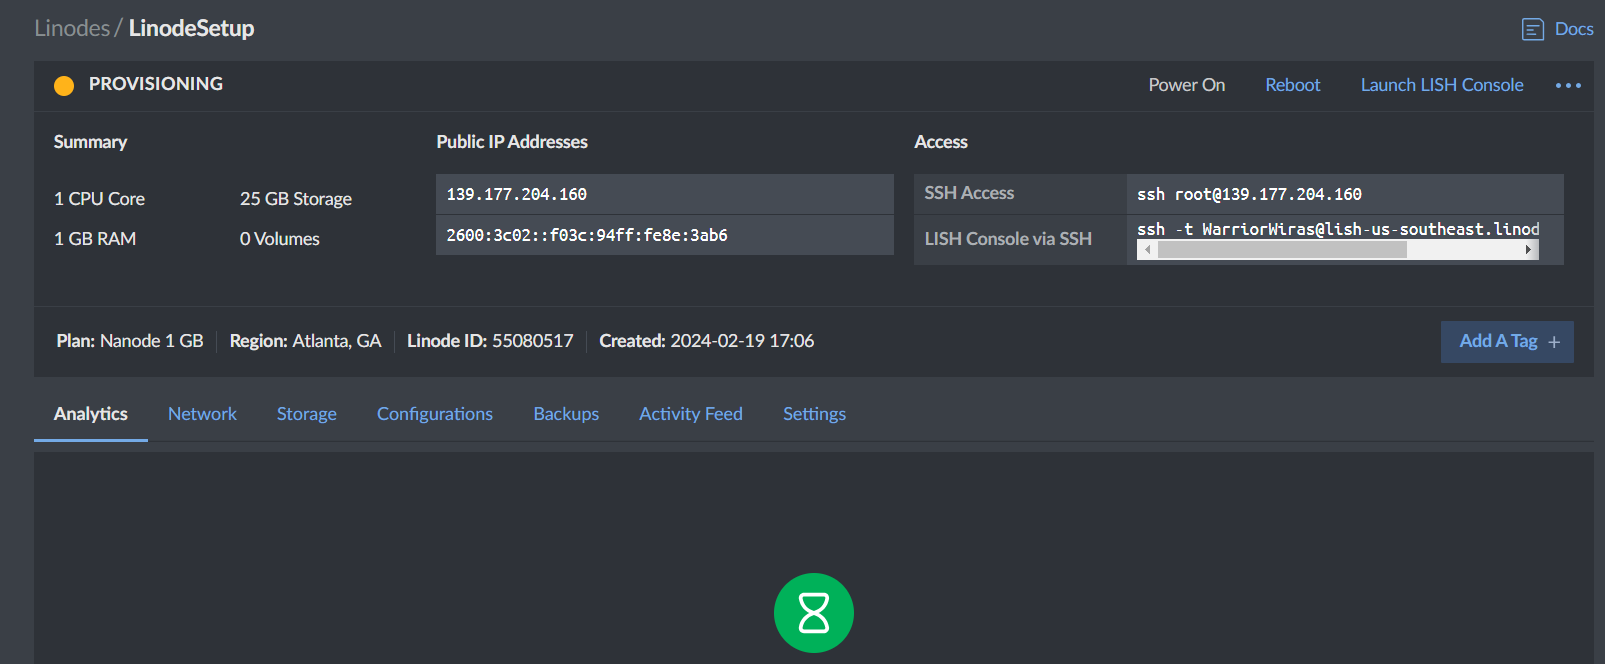 Linodes / LinodeSetup
Docs
PROVISIONING
Power On Reboot Launch LISH Console •••
Summary
1 CPU Core 25 GB Storage
1 GB RAM 0 Volumes
Public IP Addresses
139.177.204.160
2600:3c02::f03c:94ff:fe8e:3ab6
Access
SSH Access ssh root@139.177.204.160
LISH Console via SSH ssh -t WarriorWiras@lish-us-southeast.linod
Plan: Nanode 1 GB Region: Atlanta, GA Linode ID: 55080517 Created: 2024-02-19 17:06
Add A Tag +
Analytics Network Storage Configurations Backups Activity Feed Settings